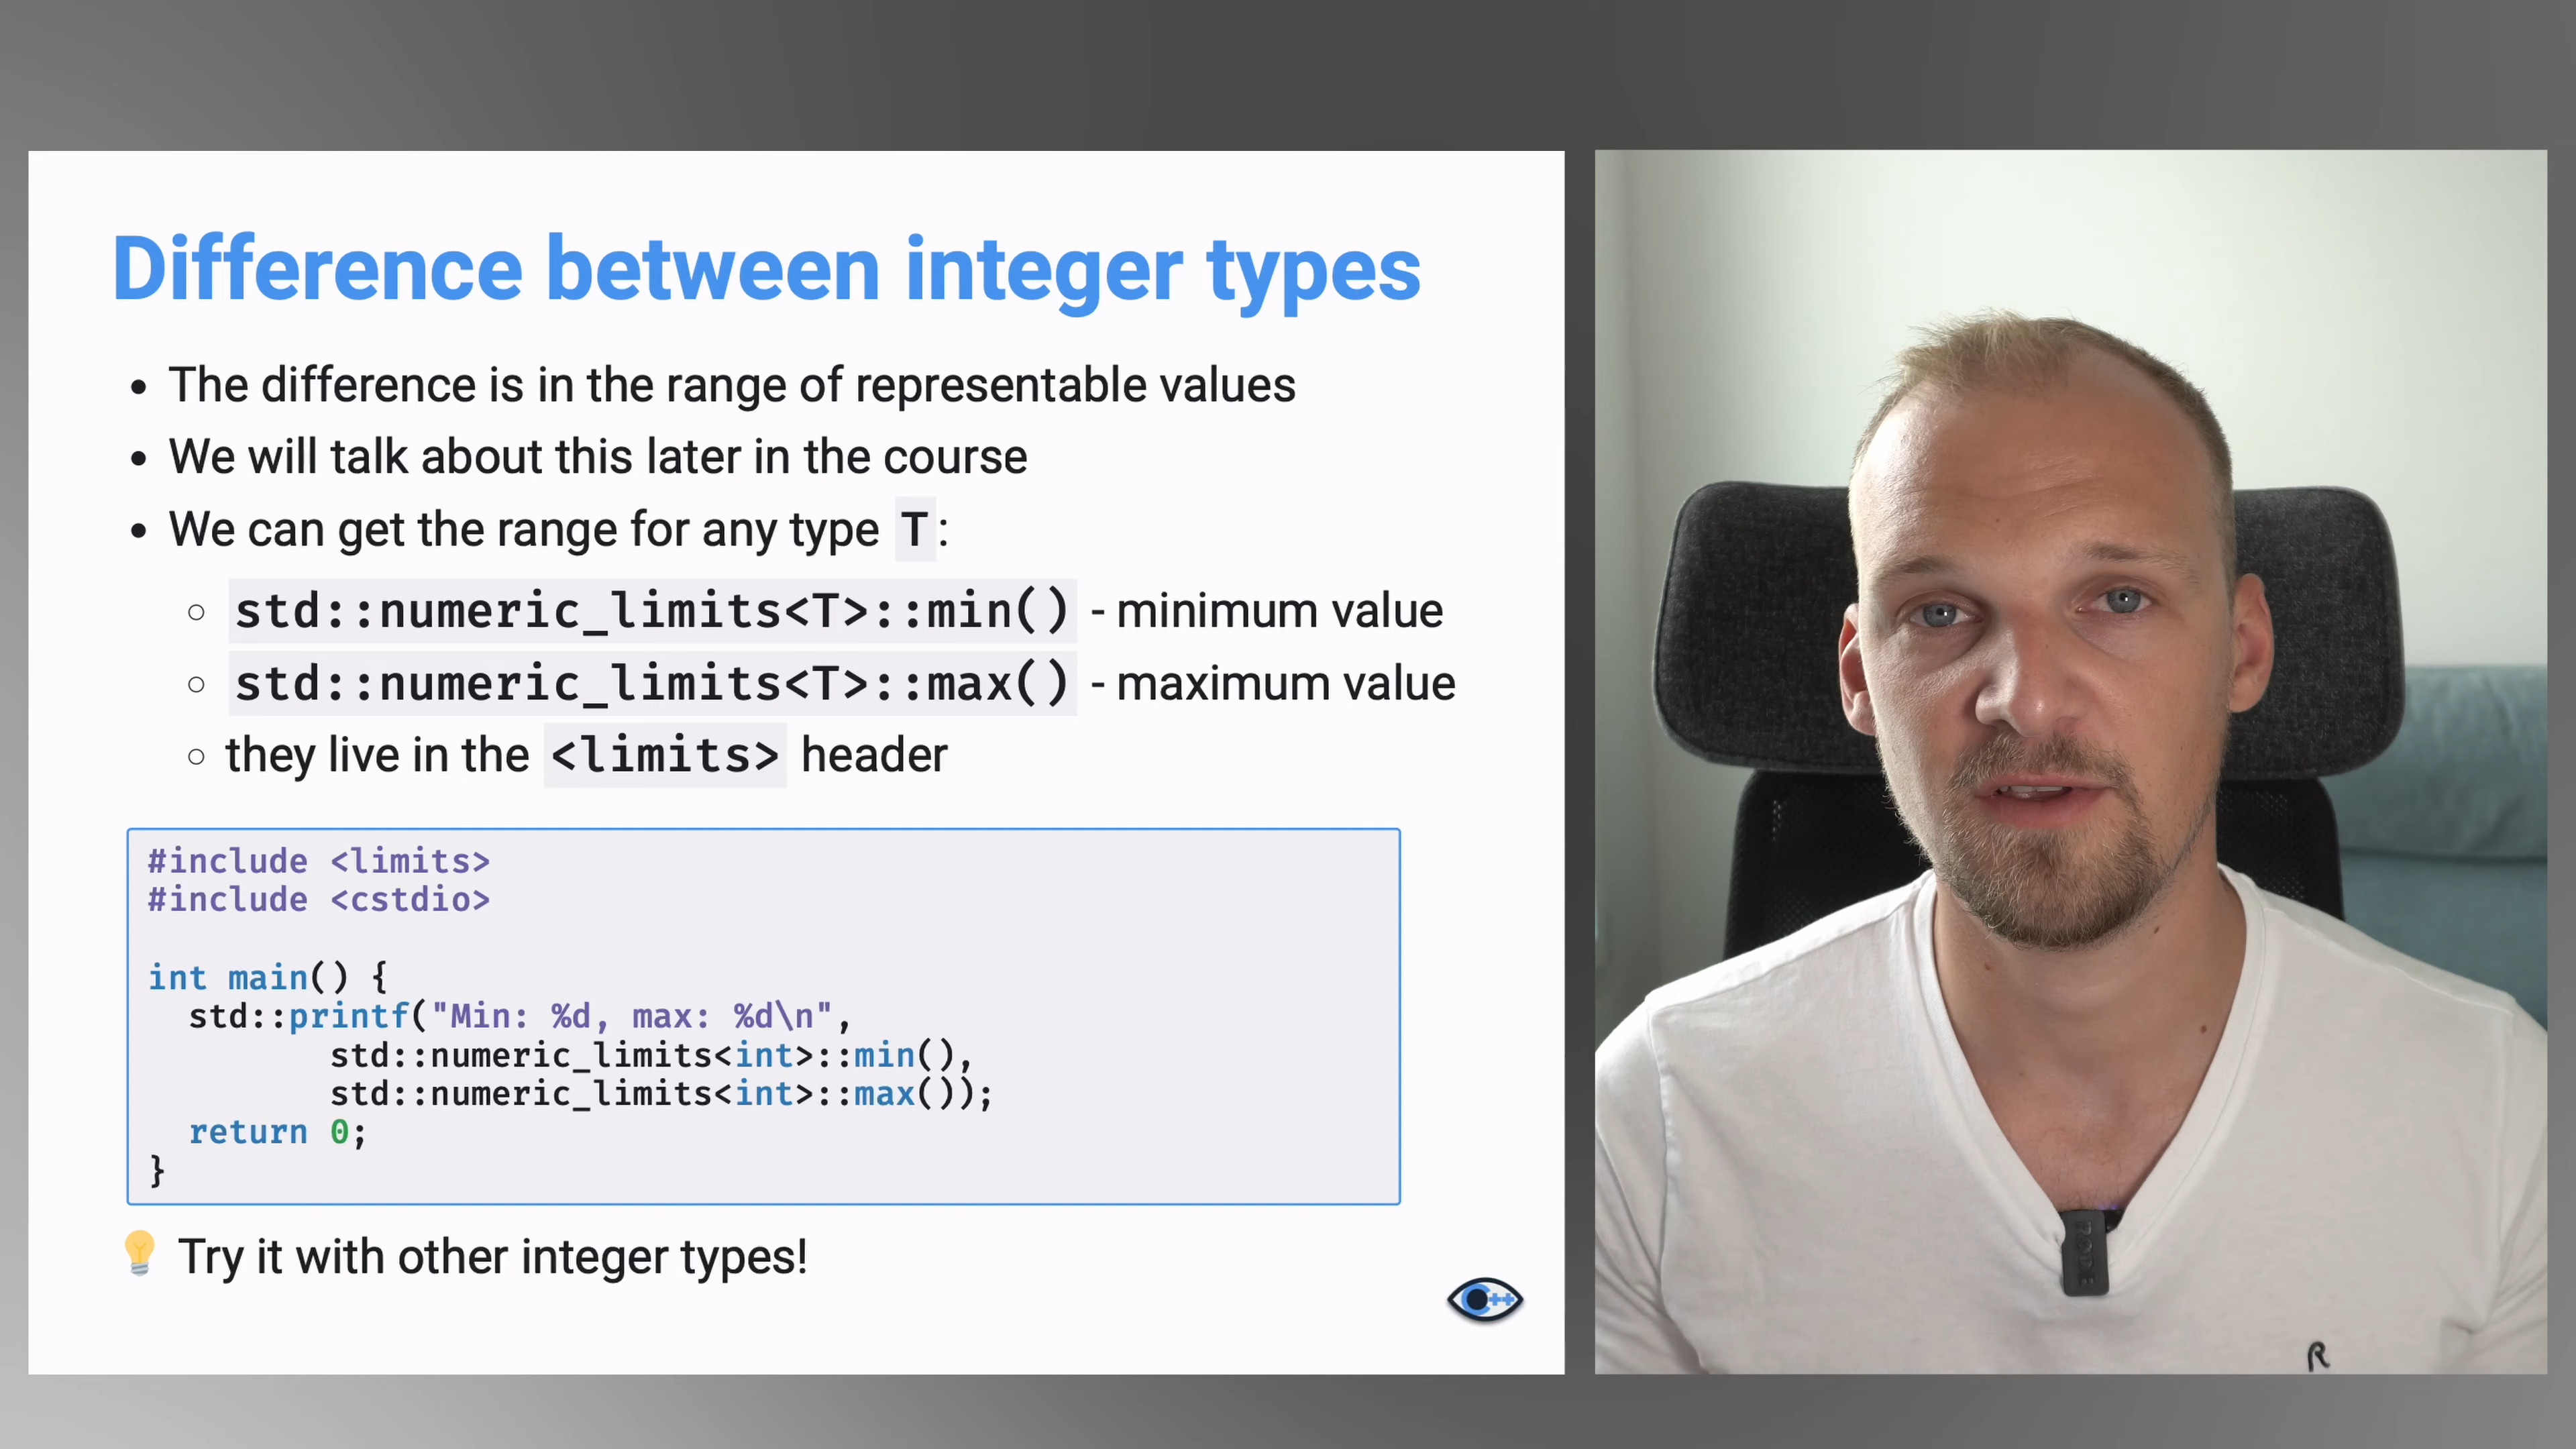 Difference between integer types
• The difference is in the range of representable values
• We will talk about this later in the course
• We can get the range for any type T:
○ std::numeric_limits<T>::min() - minimum value
○ std::numeric_limits<T>::max() - maximum value
○ they live in the <limits> header
#include <limits>
#include <cstdio>
int main() {
  std::printf("Min: %d, max: %d\n",
         std::numeric_limits<int>::min(),
         std::numeric_limits<int>::max());
  return 0;
}
💡 Try it with other integer types!
C++
RODE
R